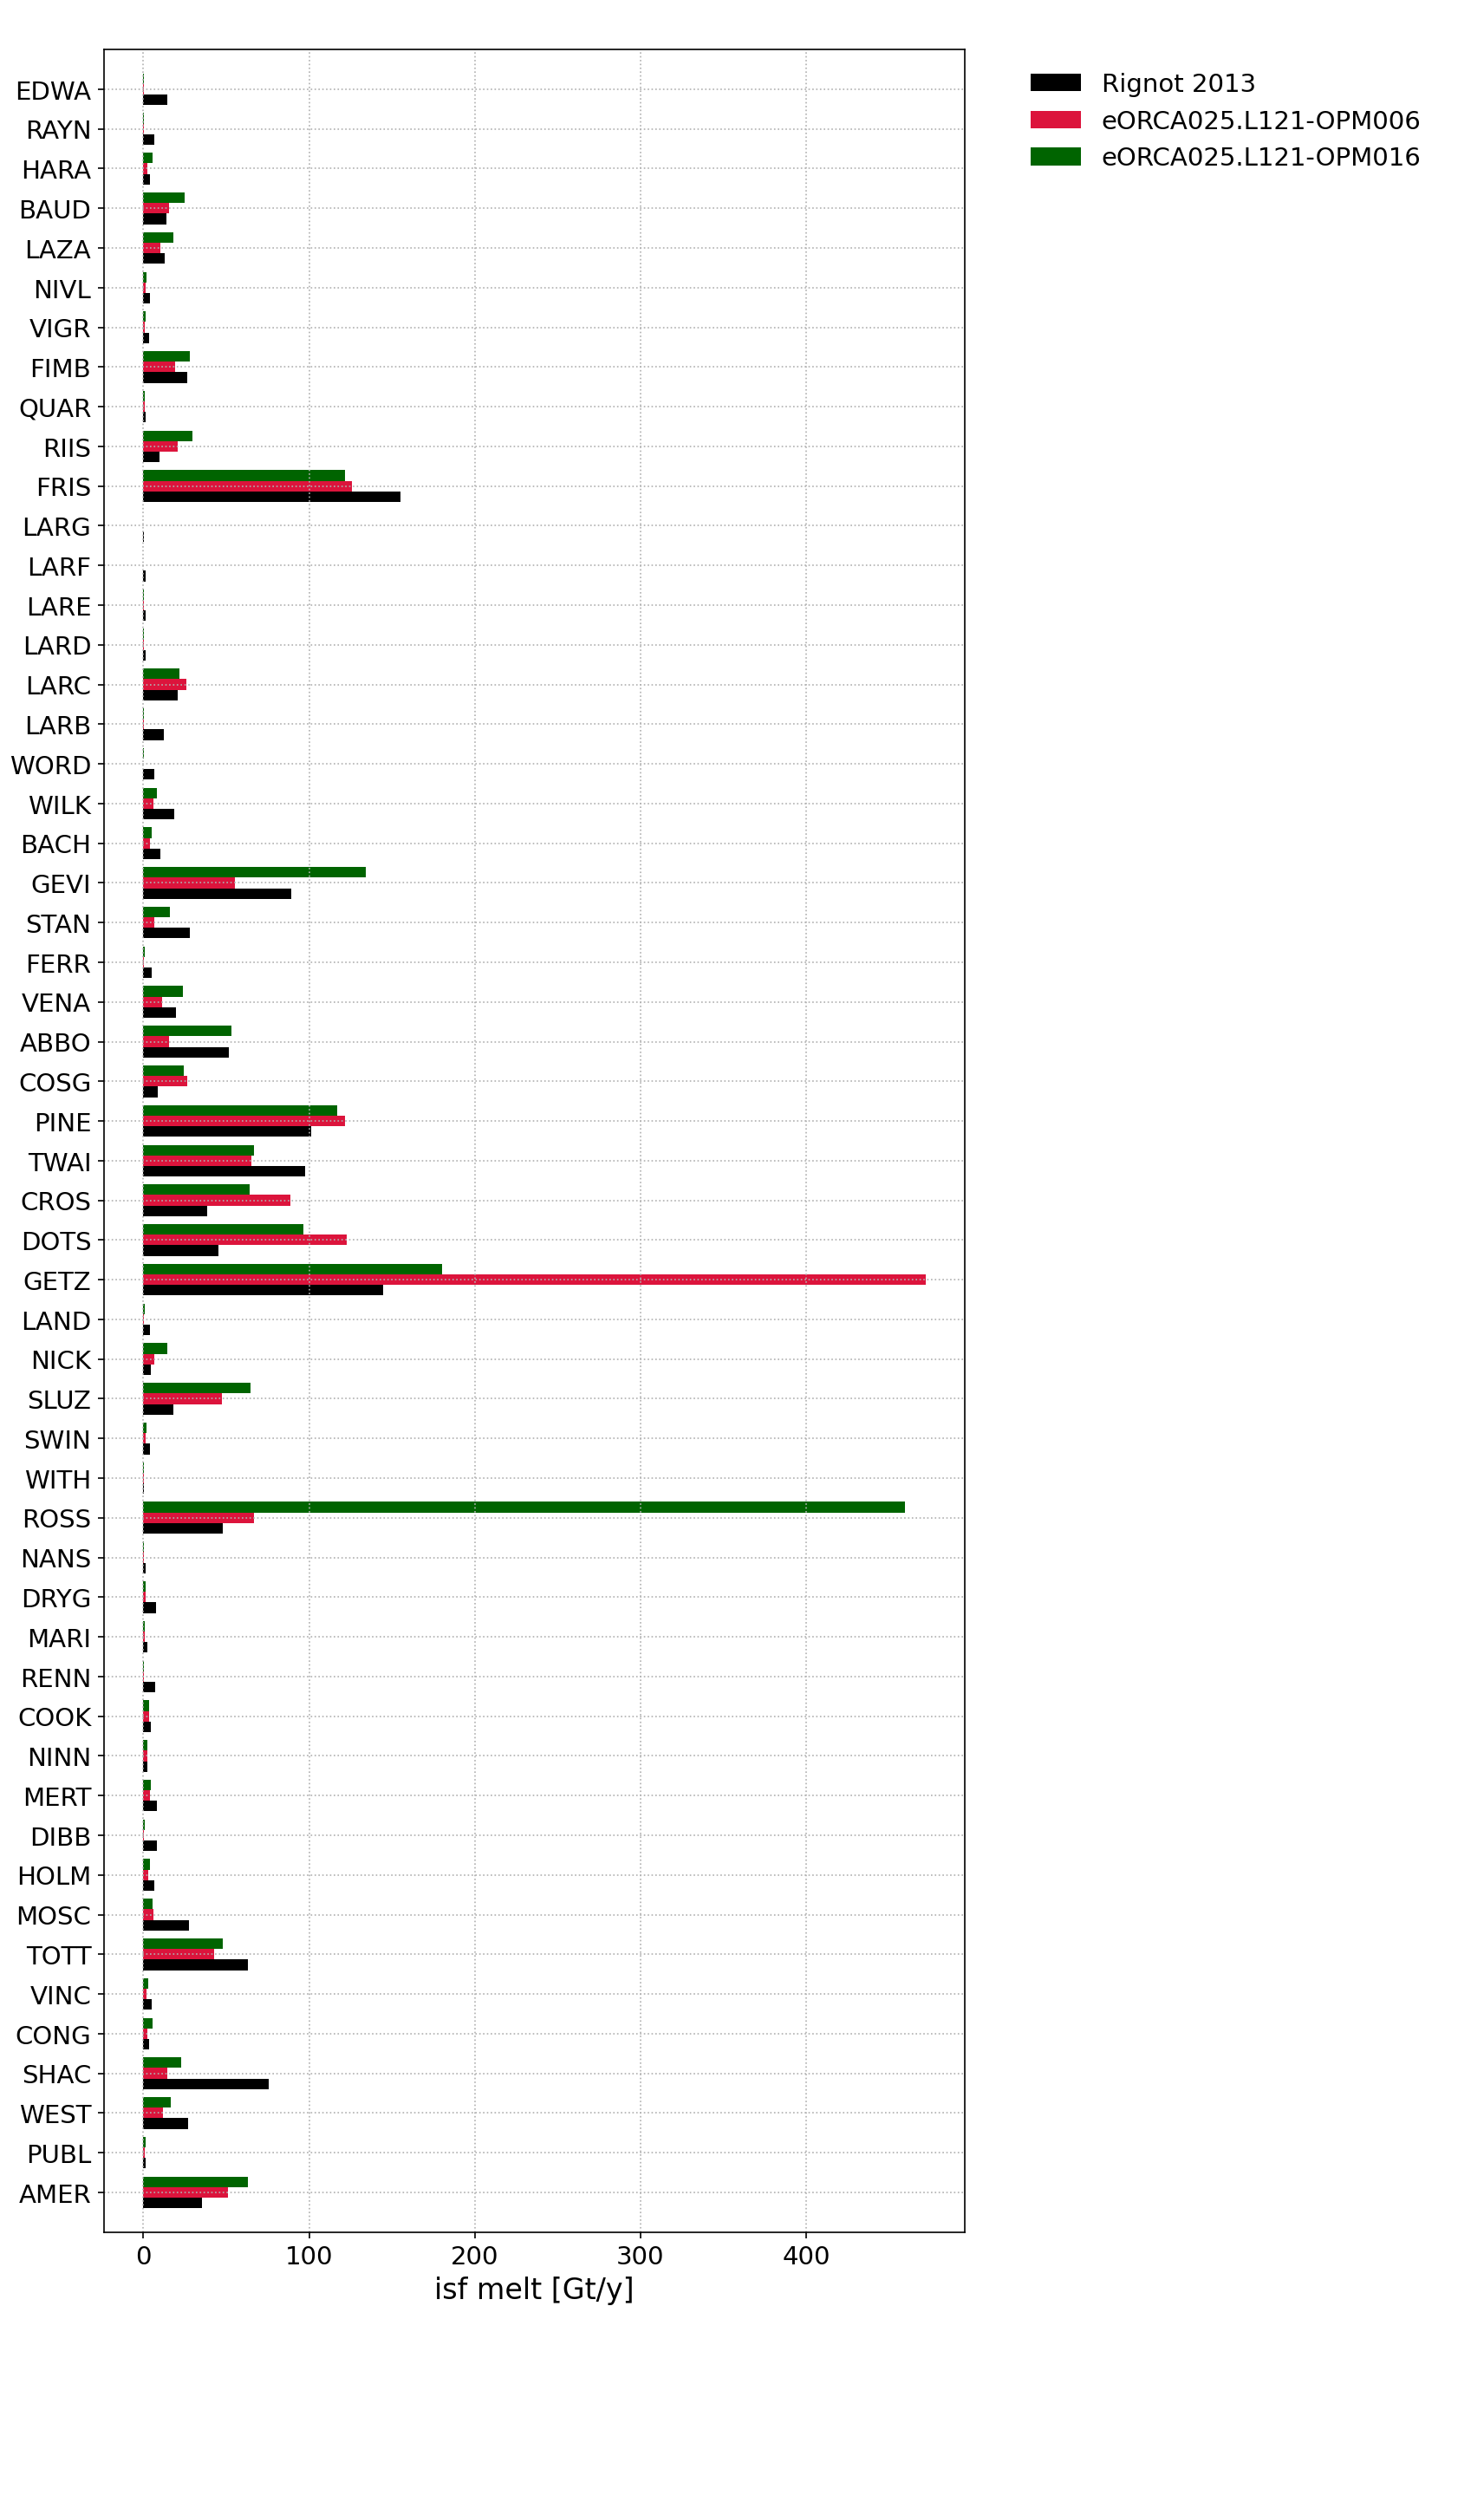 EDWA
RAYN
HARA
BAUD
LAZA
NIVL
VIGR
FIMB
QUAR
RIIS
FRIS
LARG
LARF
LARE
LARD
LARC
LARB
WORD
WILK
BACH
GEVI
STAN
FERR
VENA
ABBO
COSG
PINE
TWAI
CROS
DOTS
GETZ
LAND
NICK
SLUZ
SWIN
WITH
ROSS
NANS
DRYG
MARI
RENN
COOK
NINN
MERT
DIBB
HOLM
MOSC
TOTT
VINC
CONG
SHAC
WEST
PUBL
AMER
0 100 200 300 400
isf melt [Gt/y]
Rignot 2013
eORCA025.L121-OPM006
eORCA025.L121-OPM016